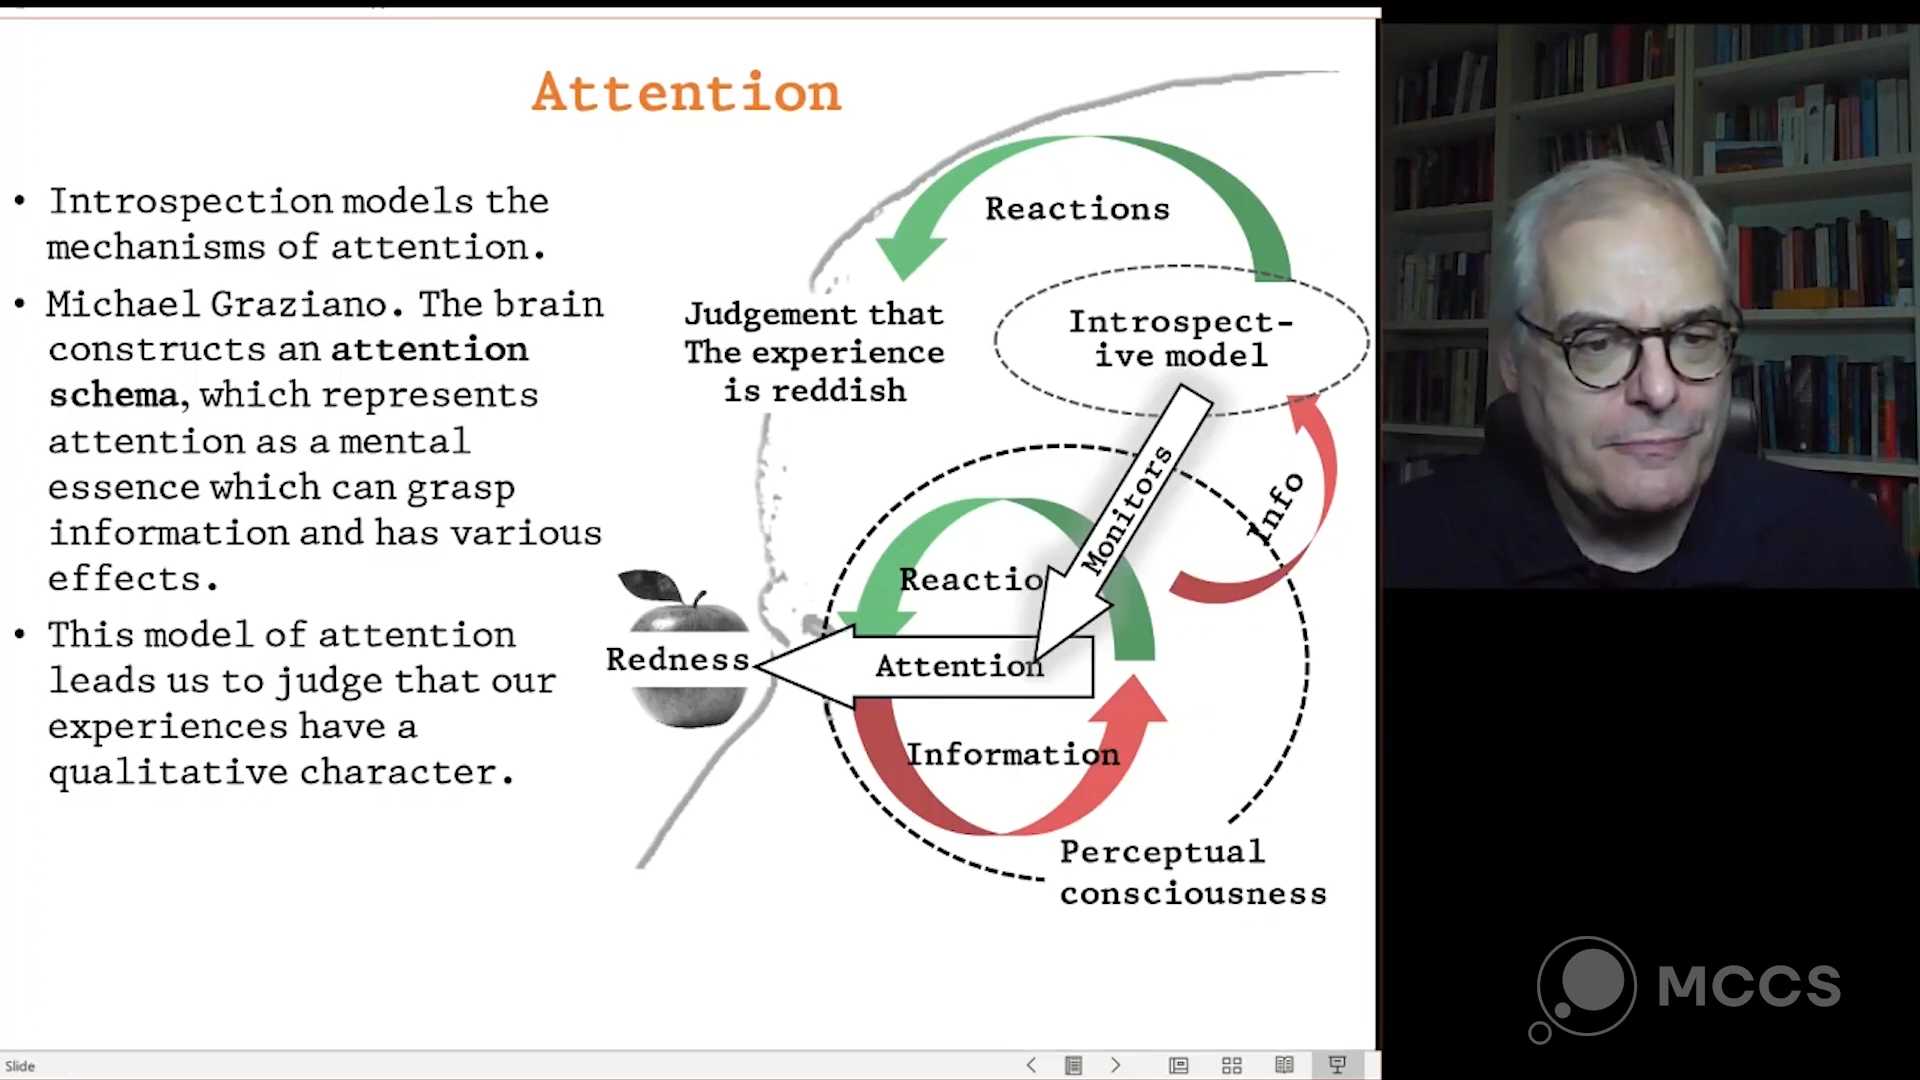 Attention
• Introspection models the
mechanisms of attention.
• Michael Graziano. The brain
constructs an attention
schema, which represents
attention as a mental
essence which can grasp
information and has various
effects.
• This model of attention
leads us to judge that our
experiences have a
qualitative character.
Reactions
Judgement that
The experience
is reddish
Introspect-
ive model
Monitors
Info
Reactio
Redness
Attention
Information
Perceptual
consciousness
MCCS
Slide